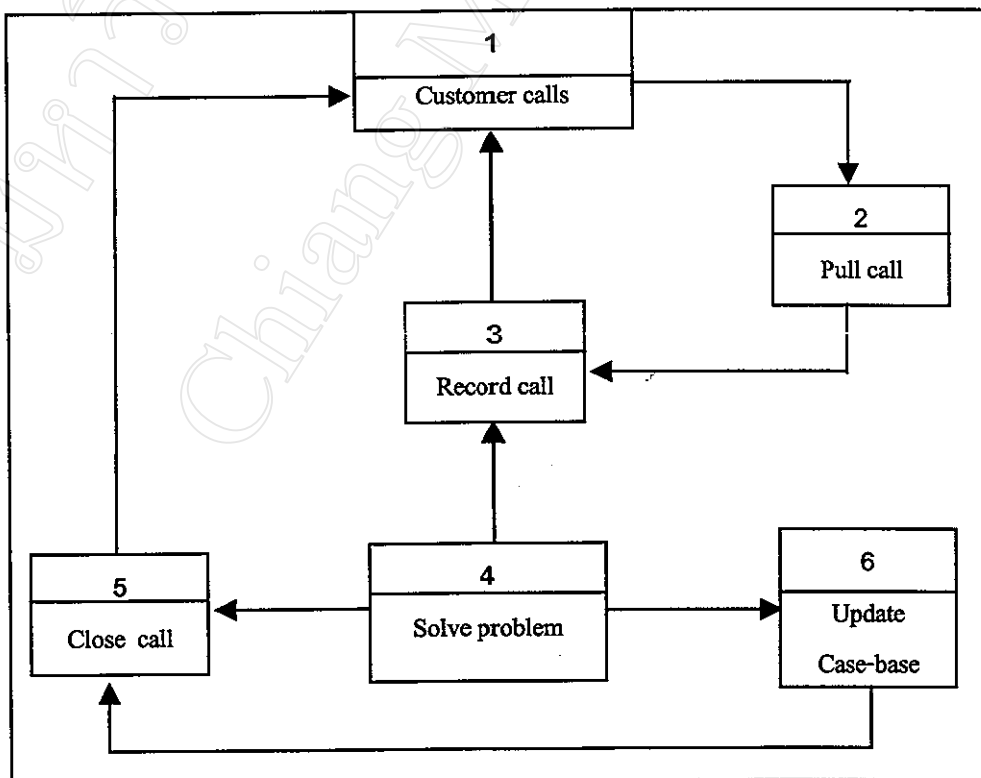 1
Customer calls
2
Pull call
3
Record call
4
Solve problem
5
Close call
6
Update
Case-base
Chiang M